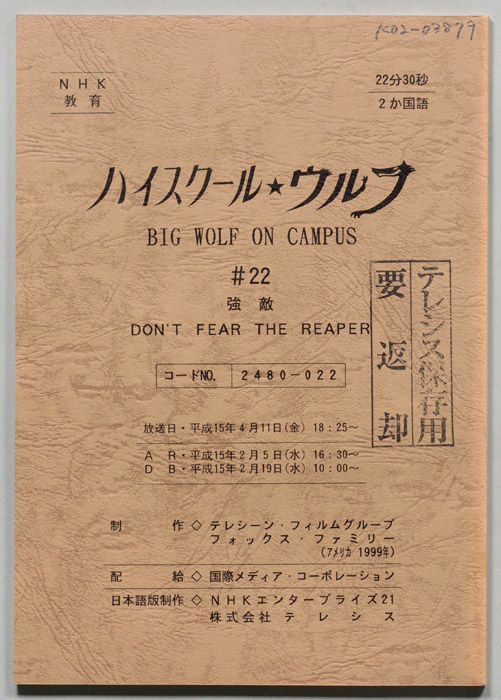 K02-03879
NHK
教育
22分30秒
2か国語
ハイスクール★ウルフ
BIG WOLF ON CAMPUS
#22
強敵
DON'T FEAR THE REAPER
テレシス保存用
要返却
コードNO. 2480-022
放送日・平成15年4月11日(金) 18:25~
AR・平成15年2月5日(水) 16:30~
DB・平成15年2月19日(水) 10:00~
制作◇テレシーン・フィルムグループ
フォックス・ファミリー
(アメリカ 1999年)
配給◇国際メディア・コーポレーション
日本語版制作◇NHKエンタープライズ21
株式会社テレシス